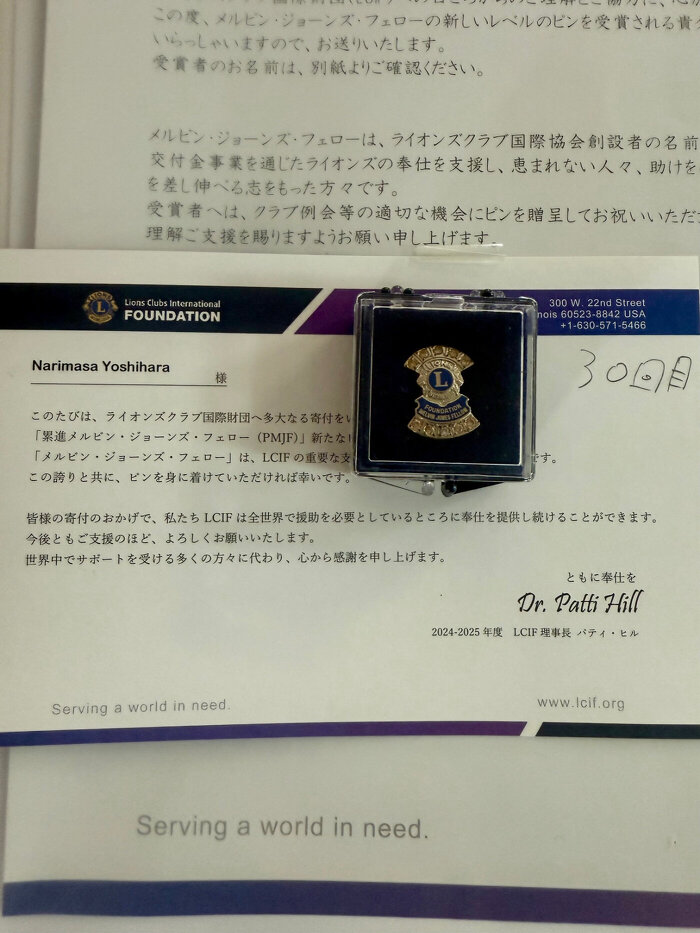 この度、メルビン・ジョーンズ・フェローの新しいレベルのピンを受賞される貴
いらっしゃいますので、お送りいたします。
受賞者のお名前は、別紙よりご確認ください。
メルビン・ジョーンズ・フェローは、ライオンズクラブ国際協会創設者の名前
交付金事業を通じたライオンズの奉仕を支援し、恵まれない人々、助けを
を差し伸べる志をもった方々です。
受賞者へは、クラブ例会等の適切な機会にピンを贈呈してお祝いいただ
理解ご支援を賜りますようお願い申し上げます
Lions Clubs International
FOUNDATION
300 W. 22nd Street
nois 60523-8842 USA
+1-630-571-5466
Narimasa Yoshihara
様
30回目
このたびは、ライオンズクラブ国際財団へ多大なる寄付をい
「累進メルビン・ジョーンズ・フェロー（PMJF）」新たな
「メルビン・ジョーンズ・フェロー」は、LCIF の重要な支 す。
この誇りと共に、ピンを身に着けていただければ幸いです。
LIONS
L
FOUNDATION
MELVIN JONES FELLOW
皆様の寄付のおかげで、私たち LCIF は全世界で援助を必要としているところに奉仕を提供し続けることができます。
今後ともご支援のほど、よろしくお願いいたします。
世界中でサポートを受ける多くの方々に代わり、心から感謝を申し上げます。
ともに奉仕を
Dr. Patti Hill
2024-2025 年度 LCIF 理事長 パティ・ヒル
Serving a world in need.
www.lcif.org
Serving a world in need.